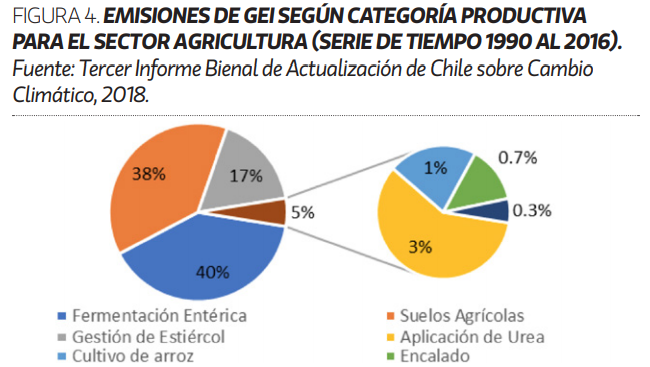 FIGURA 4. EMISIONES DE GEI SEGÚN CATEGORÍA PRODUCTIVA
PARA EL SECTOR AGRICULTURA (SERIE DE TIEMPO 1990 AL 2016).
Fuente: Tercer Informe Bienal de Actualización de Chile sobre Cambio
Climático, 2018.
38%
17%
5%
40%
1%
0.7%
0.3%
3%
Fermentación Entérica
Suelos Agrícolas
Gestión de Estiércol
Aplicación de Urea
Cultivo de arroz
Encalado